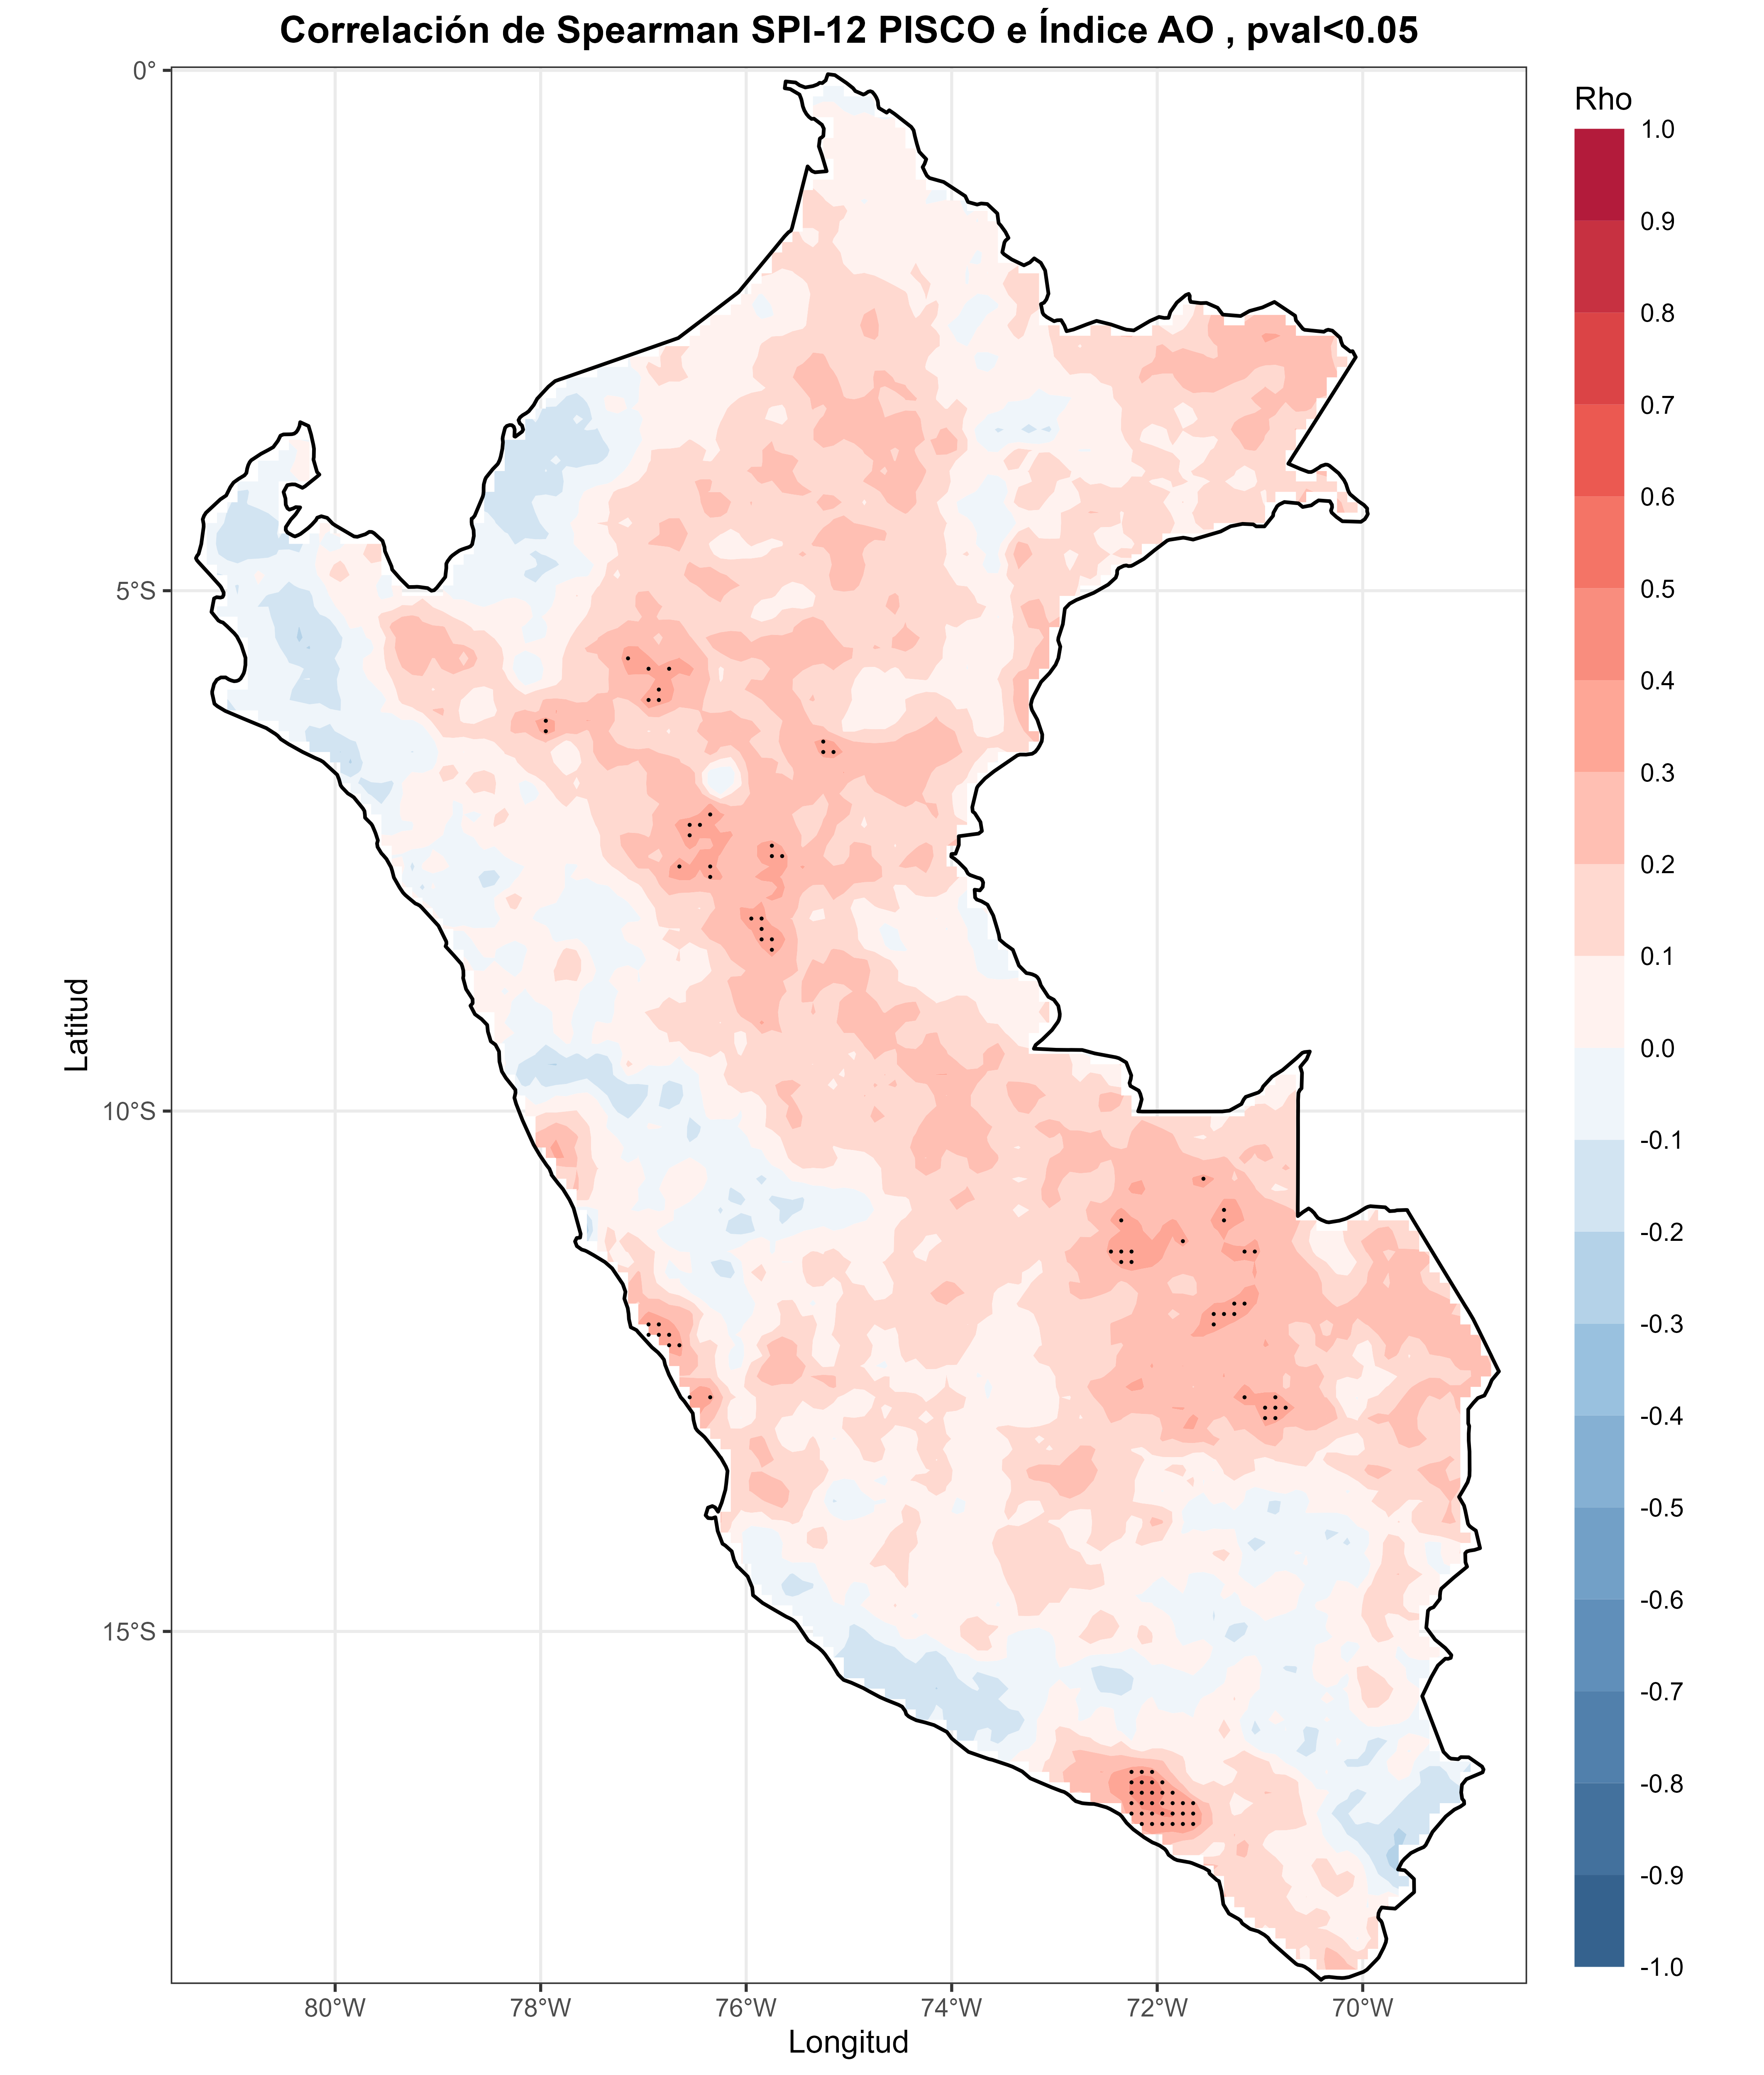 Correlación de Spearman SPI-12 PISCO e Índice AO , pval<0.05
Rho
1.0
0.9
0.8
0.7
0.6
0.5
0.4
0.3
0.2
0.1
0.0
-0.1
-0.2
-0.3
-0.4
-0.5
-0.6
-0.7
-0.8
-0.9
-1.0
Latitud
0°
5°S
10°S
15°S
80°W
78°W
76°W
74°W
72°W
70°W
Longitud